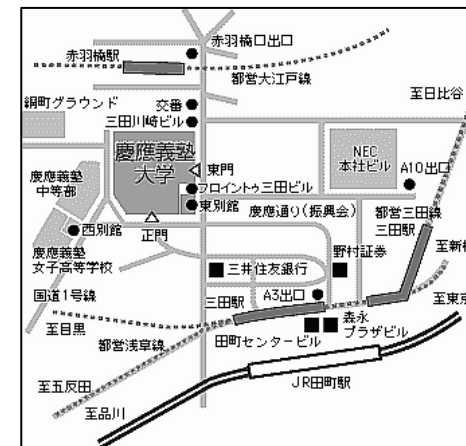 赤羽橋駅
赤羽橋口出口
都営大江戸線
至日比谷
綱町グラウンド
交番
三田川崎ビル
慶應義塾
大学
東門
NEC
本社ビル
A10出口
慶應義塾
中等部
フロイントゥ三田ビル
東別館
慶應通り(振興会)
都営三田線
三田駅
西別館
正門
慶應義塾
女子高等学校
三井住友銀行
野村証券
至新橋
国道1号線
三田駅
A3出口
至東京
至目黒
都営浅草線
田町センタービル
森永
プラザビル
至五反田
JR田町駅
至品川